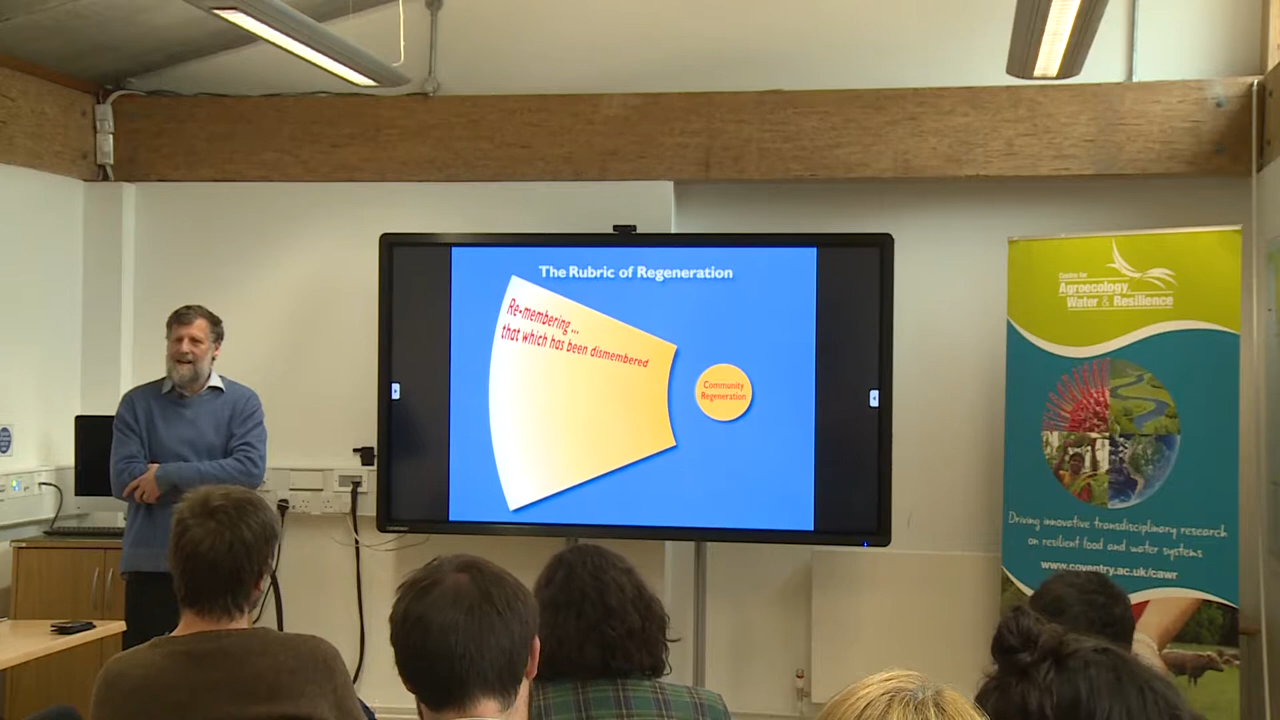 The Rubric of Regeneration
Re-membering ...
that which has been dismembered
Community
Regeneration
Centre for
Agroecology,
Water & Resilience
Driving innovative transdisciplinary research
on resilient food and water systems
www.coventry.ac.uk/cawr